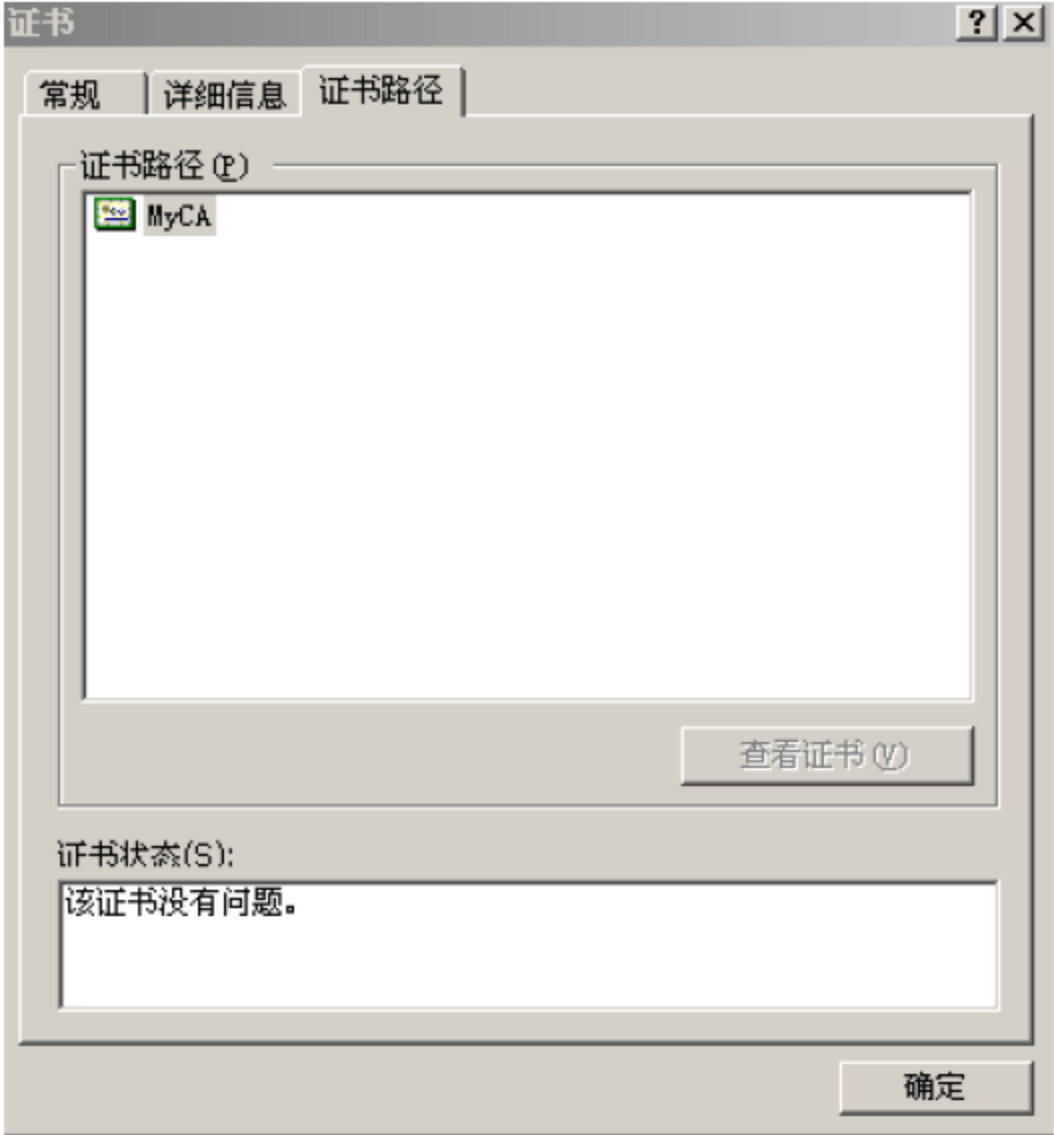 证书
常规 详细信息 证书路径
证书路径(P)
MyCA
查看证书(V)
证书状态(S):
该证书没有问题。
确定